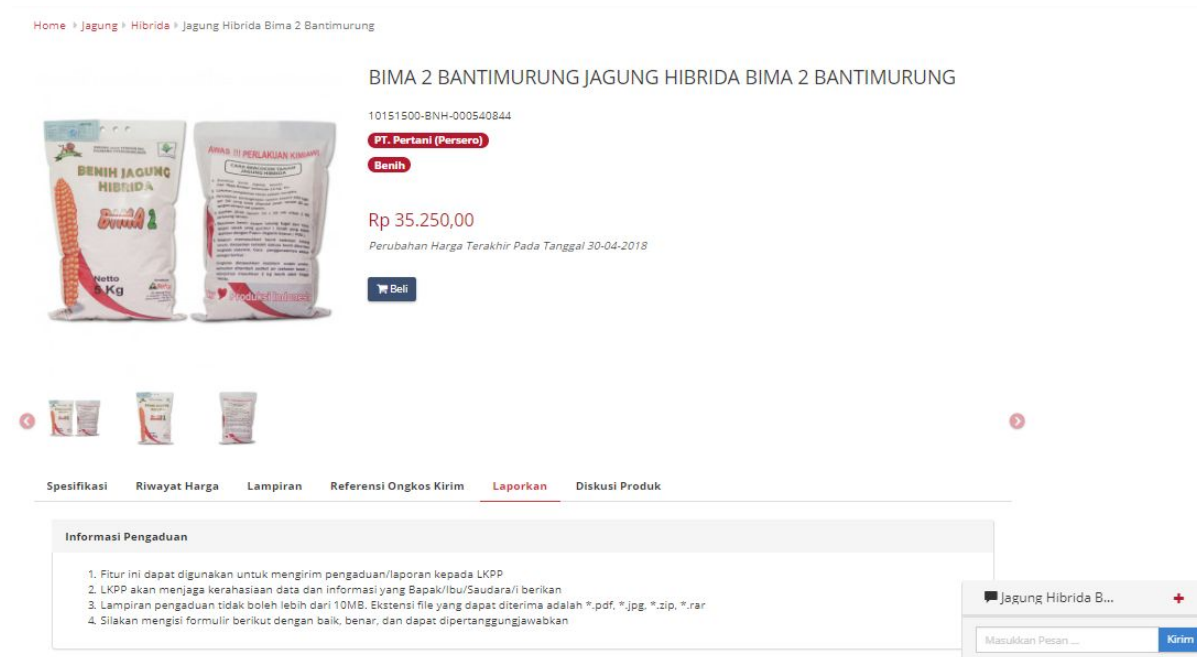 Home Jagung Hibrida Jagung Hibrida Bima 2 Bantimurung
BIMA 2 BANTIMURUNG JAGUNG HIBRIDA BIMA 2 BANTIMURUNG
10151500-BNH-000540844
PT. Pertani (Persero)
Benih
Rp 35.250,00
Perubahan Harga Terakhir Pada Tanggal 30-04-2018
Beli
BENIH JAGUNG
HIBRIDA
BIMA 2
Netto
5 Kg
AWAS !!! PERLAKUAN KIMIAWI
Produksi Indonesia
Spesifikasi Riwayat Harga Lampiran Referensi Ongkos Kirim Laporkan Diskusi Produk
Informasi Pengaduan
1. Fitur ini dapat digunakan untuk mengirim pengaduan/laporan kepada LKPP
2. LKPP akan menjaga kerahasiaan data dan informasi yang Bapak/Ibu/Saudara/i berikan
3. Lampiran pengaduan tidak boleh lebih dari 10MB. Ekstensi file yang dapat diterima adalah *.pdf, *.jpg, *.zip, *.rar
4. Silakan mengisi formulir berikut dengan baik, benar, dan dapat dipertanggungjawabkan
Jagung Hibrida B...
Masukkan Pesan ...
Kirim